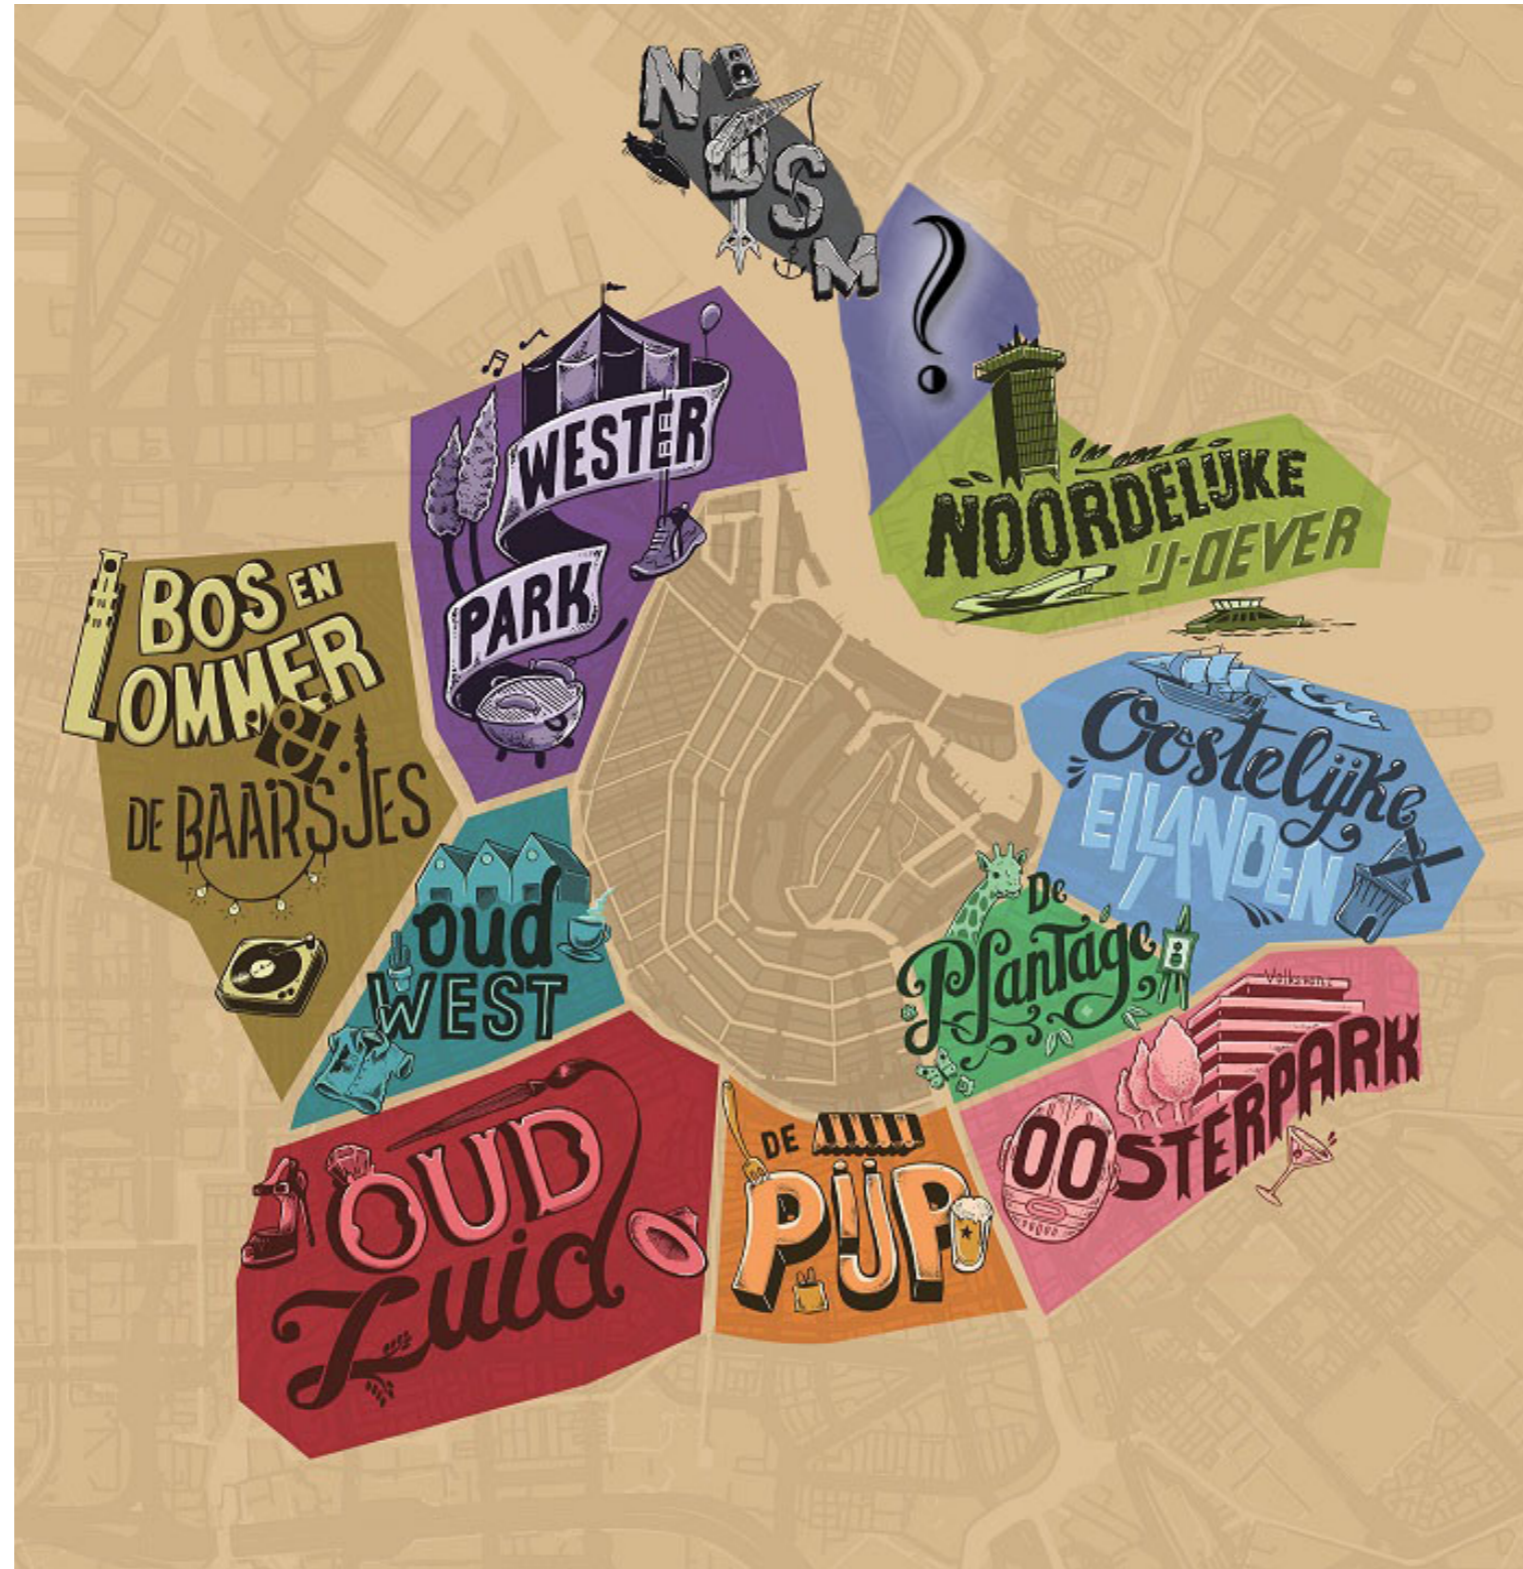 NDSM
?
WESTER
PARK
NOORDELIJKE
IJ-OEVER
BOS EN
LOMMER
&
DE BAARSJES
Oostelijke
EILANDEN
oud
WEST
De
Plantage
Volkshotel
OOSTERPARK
OUD
Zuid
DE
PIJP